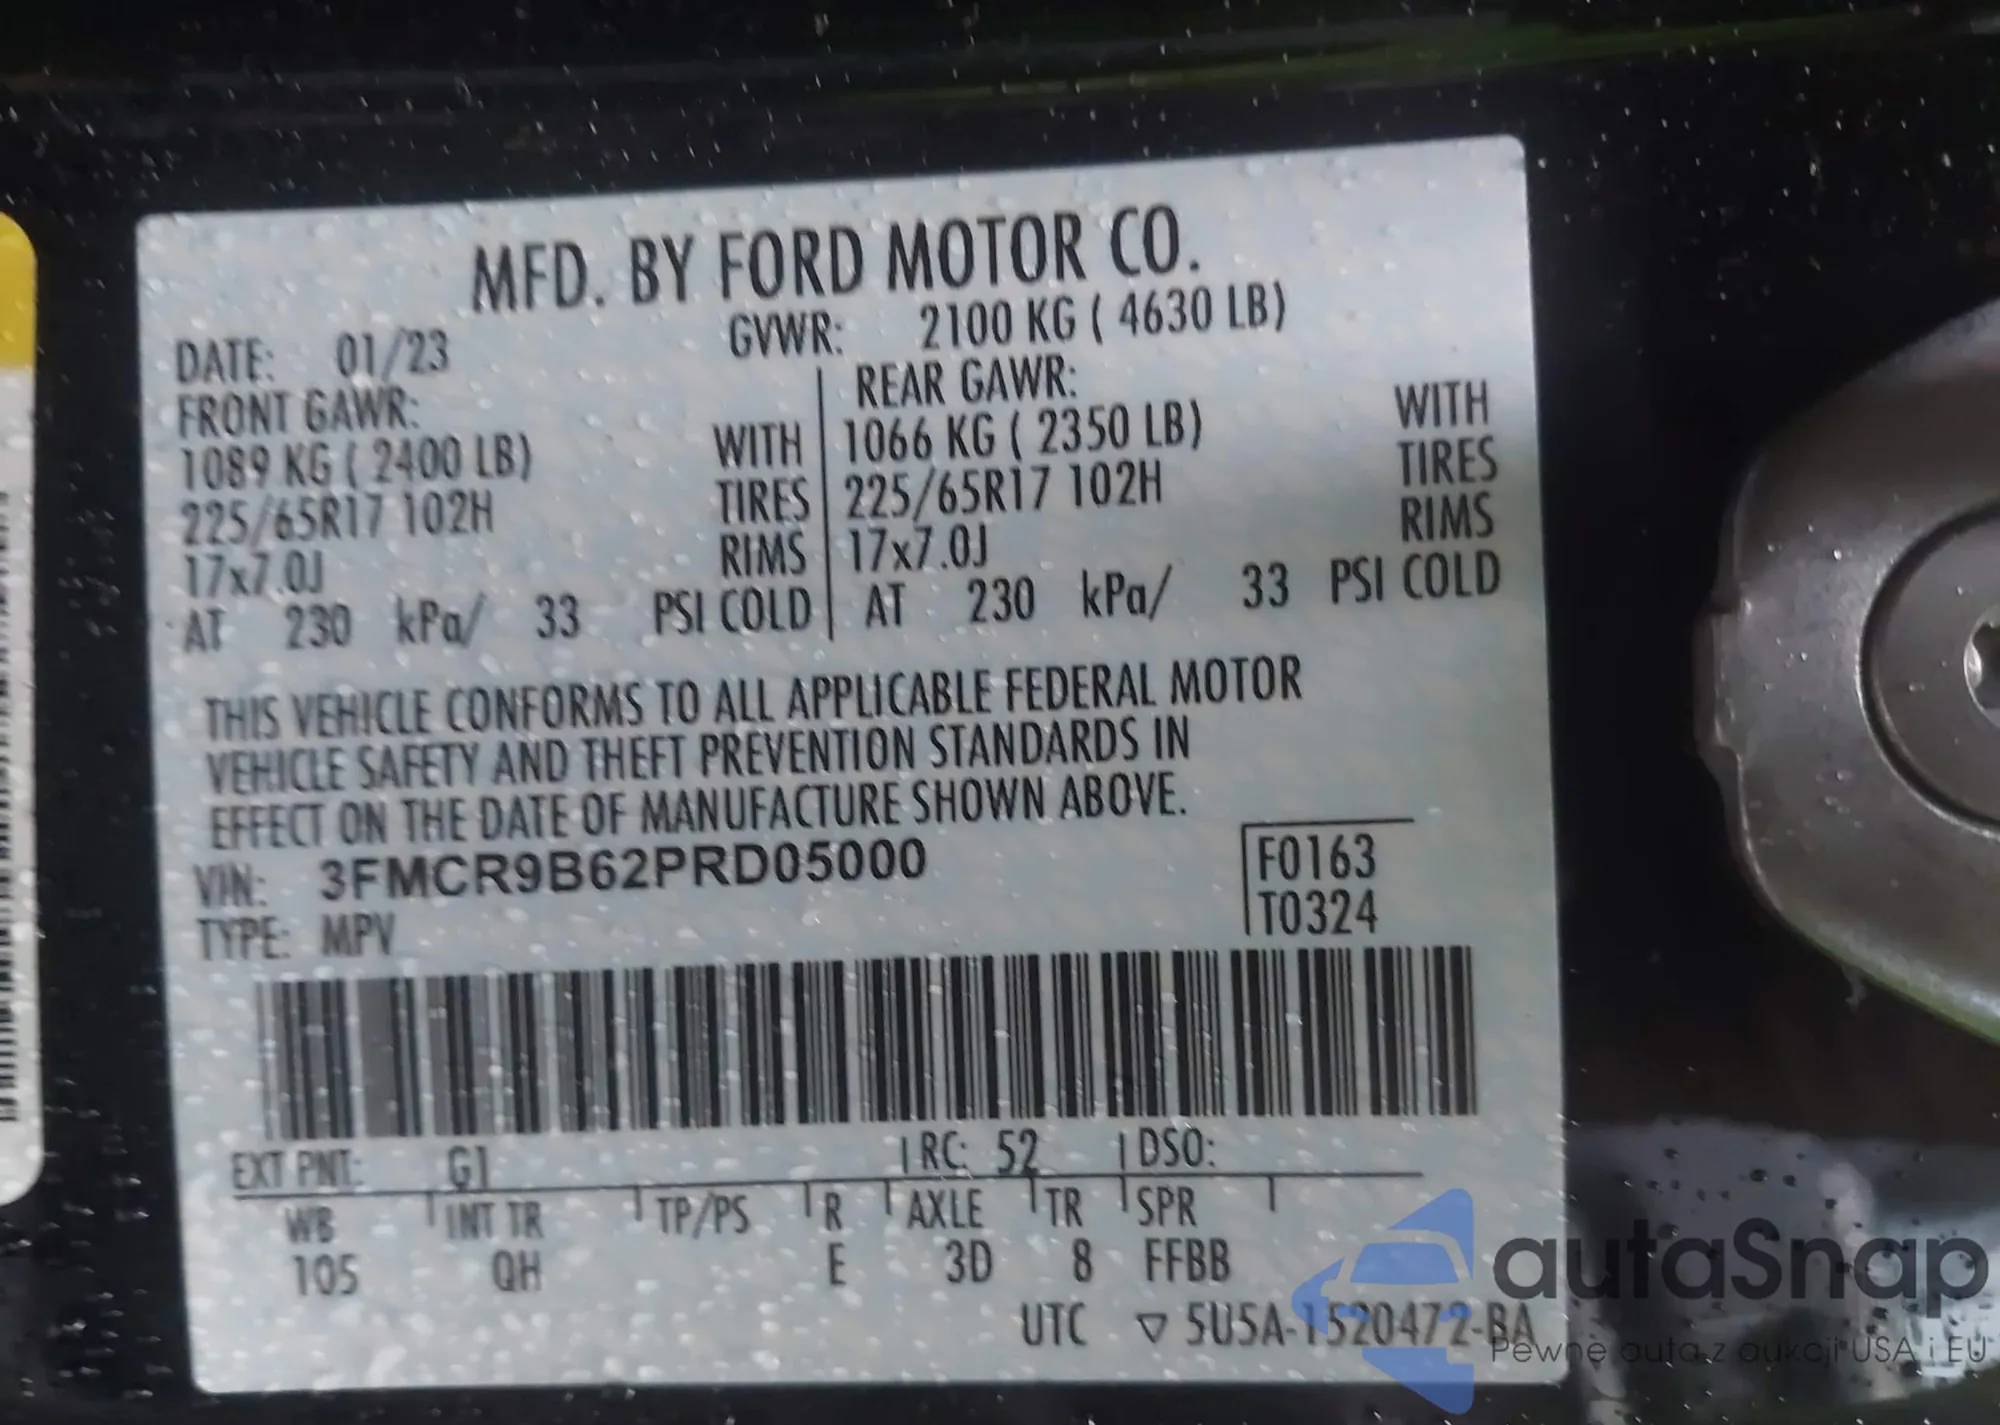 MFD. BY FORD MOTOR CO.
DATE: 01/23 GVWR: 2100 KG ( 4630 LB)
FRONT GAWR: REAR GAWR:
1089 KG ( 2400 LB) WITH 1066 KG ( 2350 LB) WITH
225/65R17 102H TIRES 225/65R17 102H TIRES
17x7.0J RIMS 17x7.0J RIMS
AT 230 kPa/ 33 PSI COLD AT 230 kPa/ 33 PSI COLD
THIS VEHICLE CONFORMS TO ALL APPLICABLE FEDERAL MOTOR
VEHICLE SAFETY AND THEFT PREVENTION STANDARDS IN
EFFECT ON THE DATE OF MANUFACTURE SHOWN ABOVE.
VIN: 3FMCR9B62PRD05000 F0163
TYPE: MPV T0324
EXT PNT: G1 RC: 52 DSO:
WB INT TR TP/PS R AXLE TR SPR
105 QH E 3D 8 FFBB
UTC ▽ 5U5A-1520472-BA
autaSnap
Pewne auta z aukcji USA i EU